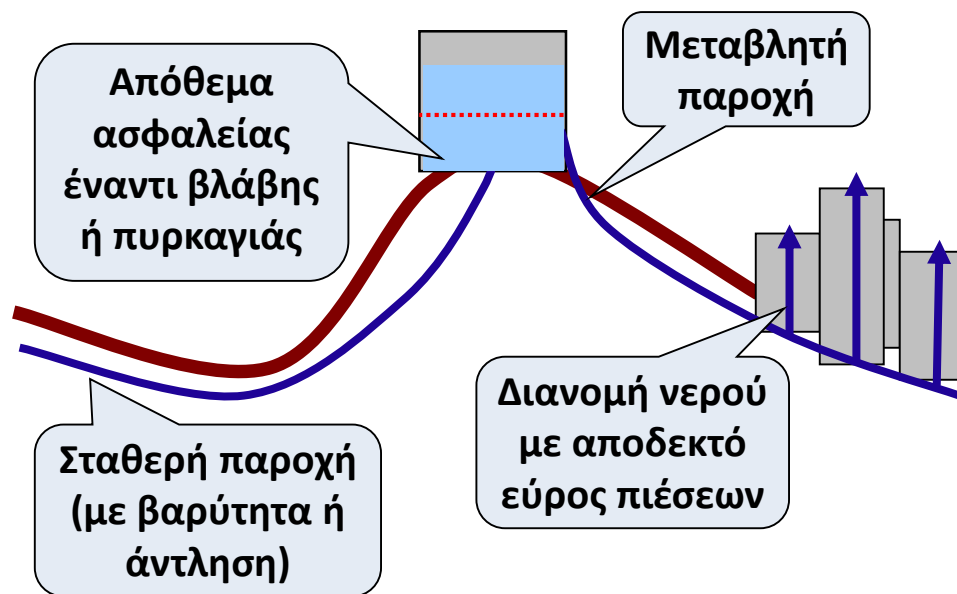 Απόθεμα
ασφαλείας
έναντι βλάβης
ή πυρκαγιάς
Μεταβλητή
παροχή
Σταθερή παροχή
(με βαρύτητα ή
άντληση)
Διανομή νερού
με αποδεκτό
εύρος πιέσεων